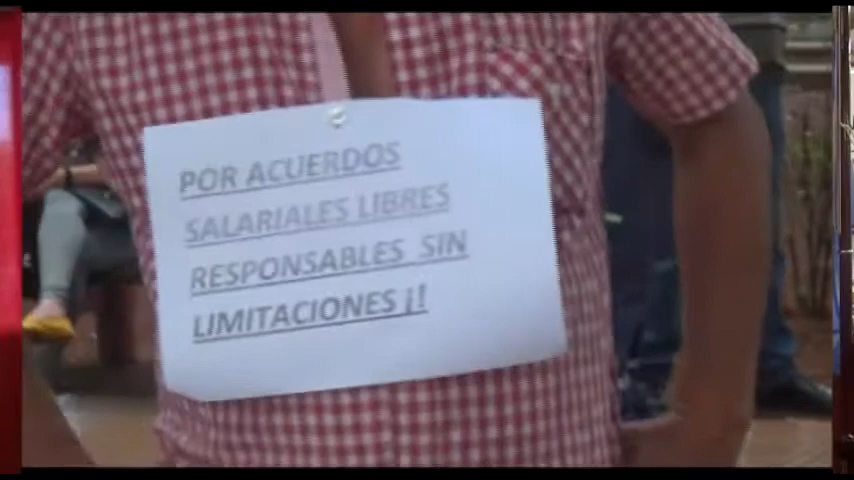 POR ACUERDOS
SALARIALES LIBRES
RESPONSABLES SIN
LIMITACIONES ¡!